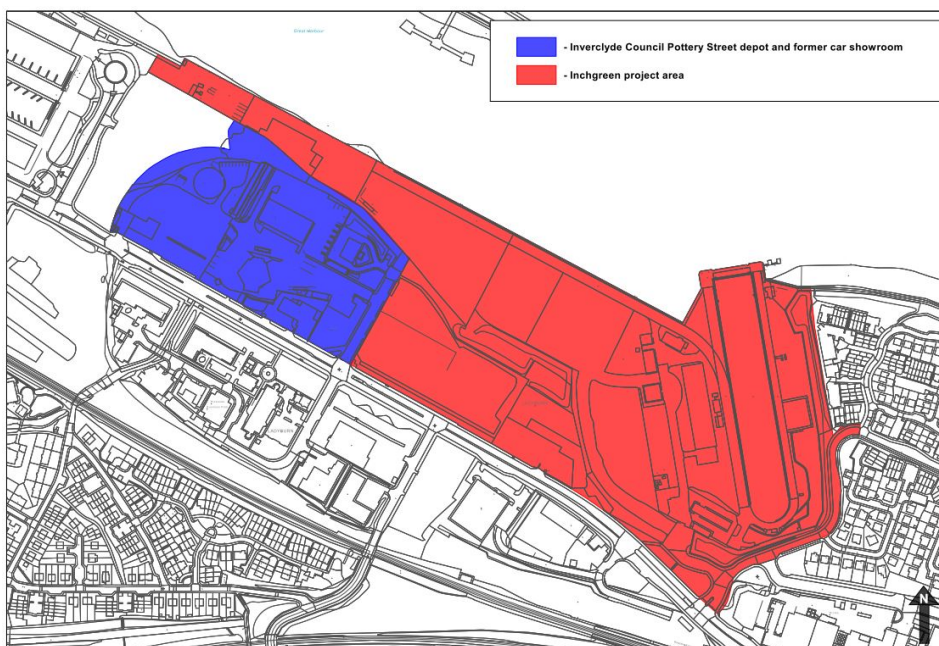 - Inverclyde Council Pottery Street depot and former car showroom
- Inchgreen project area
N